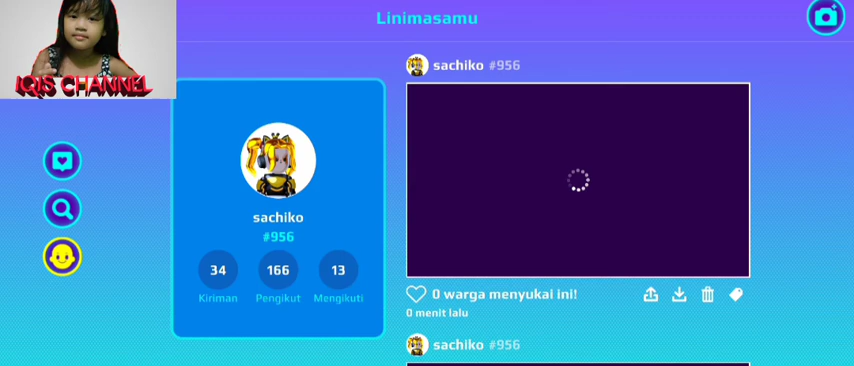 Linimasamu
IQIS CHANNEL
sachiko #956
sachiko
#956
34 166 13
Kiriman Pengikut Mengikuti
0 warga menyukai ini!
0 menit lalu
sachiko #956